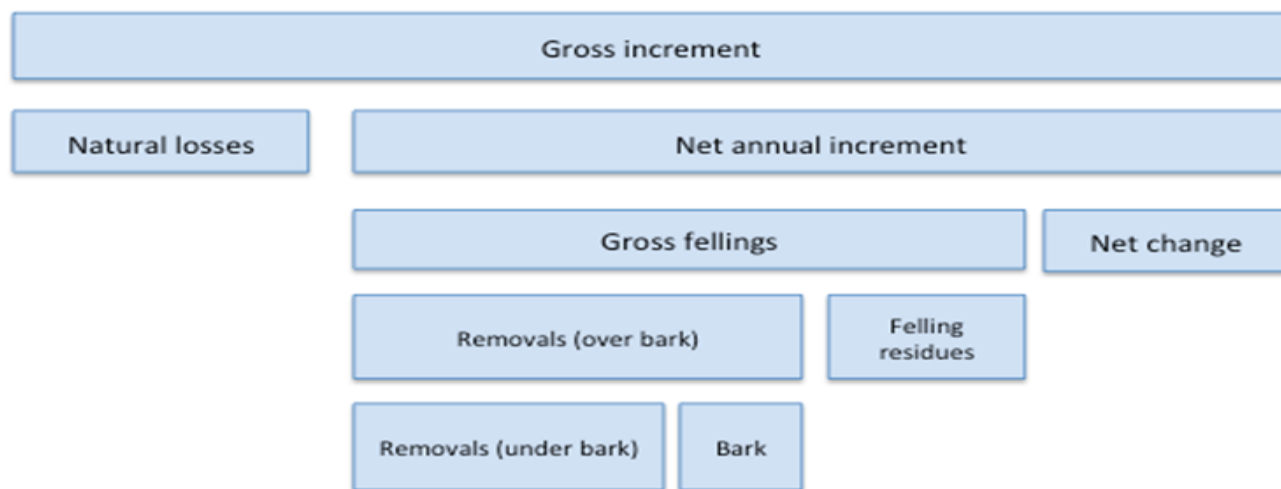 Gross increment
Natural losses
Net annual increment
Gross fellings
Net change
Removals (over bark)
Felling
residues
Removals (under bark)
Bark